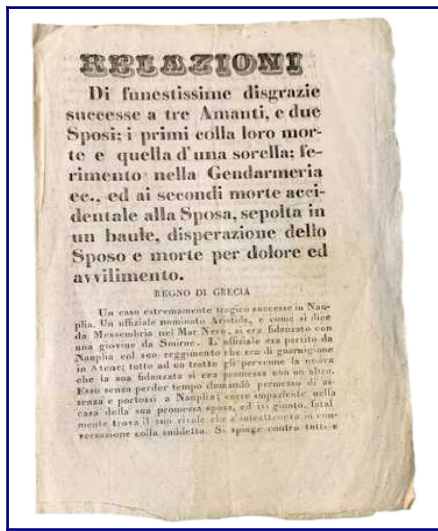 RELAZIONI
Di funestissime disgrazie
successe a tre Amanti, e due
Sposi; i primi colla loro mor-
te e quella d'una sorella; fe-
rimento nella Gendarmeria
ec., ed ai secondi morte acci-
dentale alla Sposa, sepolta in
un baule, disperazione dello
Sposo e morte per dolore ed
avvilimento.
REGNO DI GRECIA
Un caso estremamente tragico successe in Nau-
plia. Un uffiziale nominato Aristide, e come si dice
da Messembria nel Mar Nero, si era fidanzato con
una giovine da Smirne. L' uffiziale era partito da
Nauplia col suo reggimento che era di guarnigione
in Atene; tutto ad un tratto gli pervenne la nuova
che la sua fidanzata si era promessa con un altro.
Esso senza perder tempo domandò permesso di as-
senza e portossi a Nauplia; corre impaziente nella
casa della sua promessa sposa, ed ivi giunto, fatal
mente trova il suo rivale che s'intratteneva in con-
versazione colla suddetta. Si spinge contro tutti e